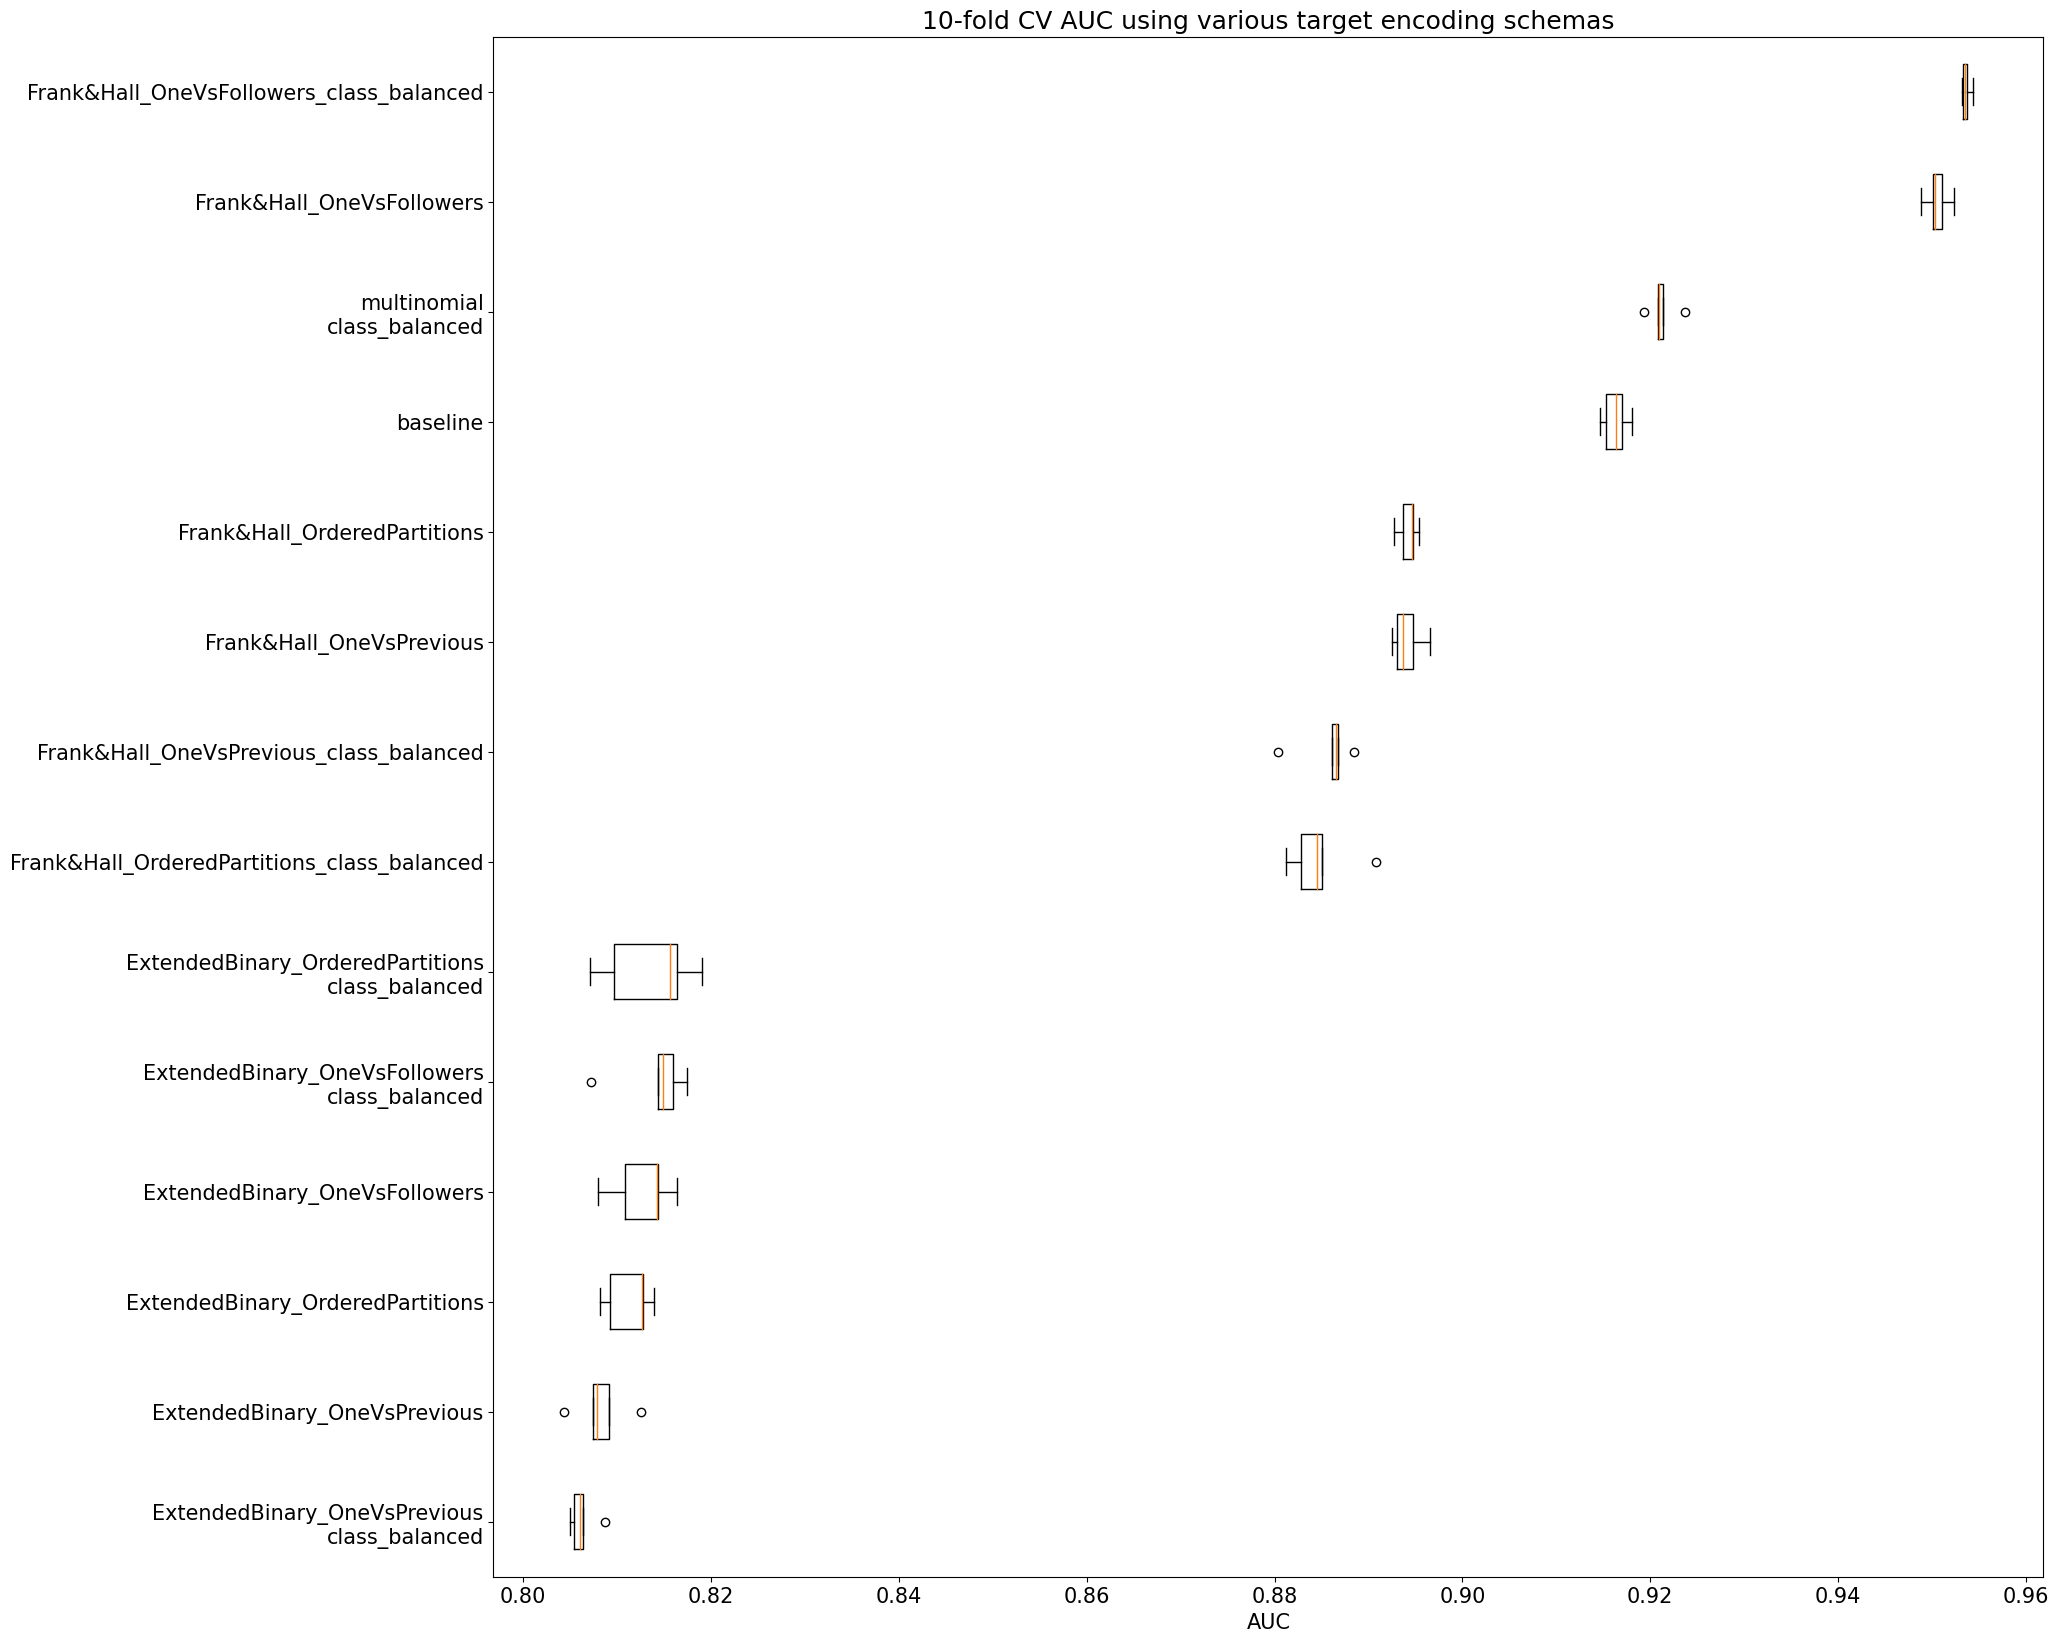 10-fold CV AUC using various target encoding schemas
Frank&Hall_OneVsFollowers_class_balanced
Frank&Hall_OneVsFollowers
multinomial
class_balanced
baseline
Frank&Hall_OrderedPartitions
Frank&Hall_OneVsPrevious
Frank&Hall_OneVsPrevious_class_balanced
Frank&Hall_OrderedPartitions_class_balanced
ExtendedBinary_OrderedPartitions
class_balanced
ExtendedBinary_OneVsFollowers
class_balanced
ExtendedBinary_OneVsFollowers
ExtendedBinary_OrderedPartitions
ExtendedBinary_OneVsPrevious
ExtendedBinary_OneVsPrevious
class_balanced
0.80 0.82 0.84 0.86 0.88 0.90 0.92 0.94 0.96
AUC